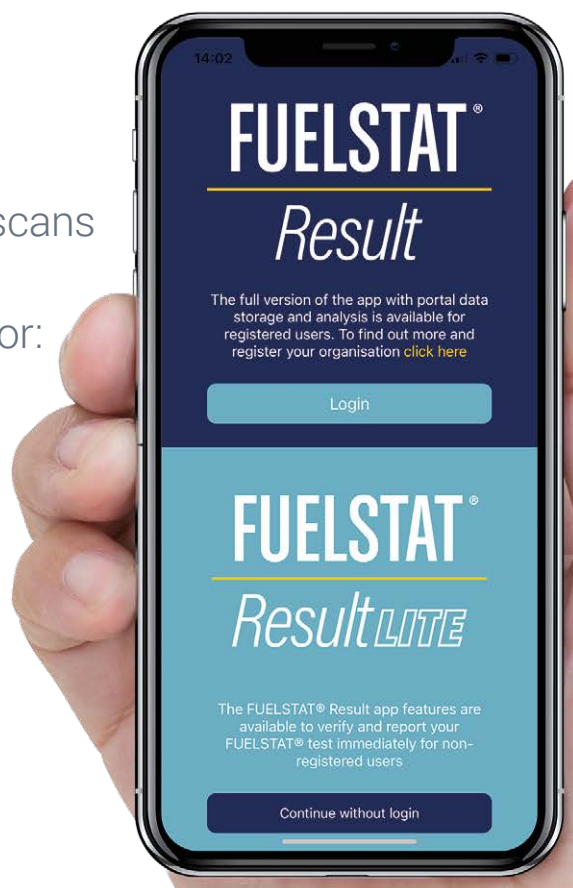 scans
or:
14:02
FUELSTAT®
Result
The full version of the app with portal data
storage and analysis is available for
registered users. To find out more and
register your organisation click here
Login
FUELSTAT®
Result LITE
The FUELSTAT® Result app features are
available to verify and report your
FUELSTAT® test immediately for non-
registered users
Continue without login